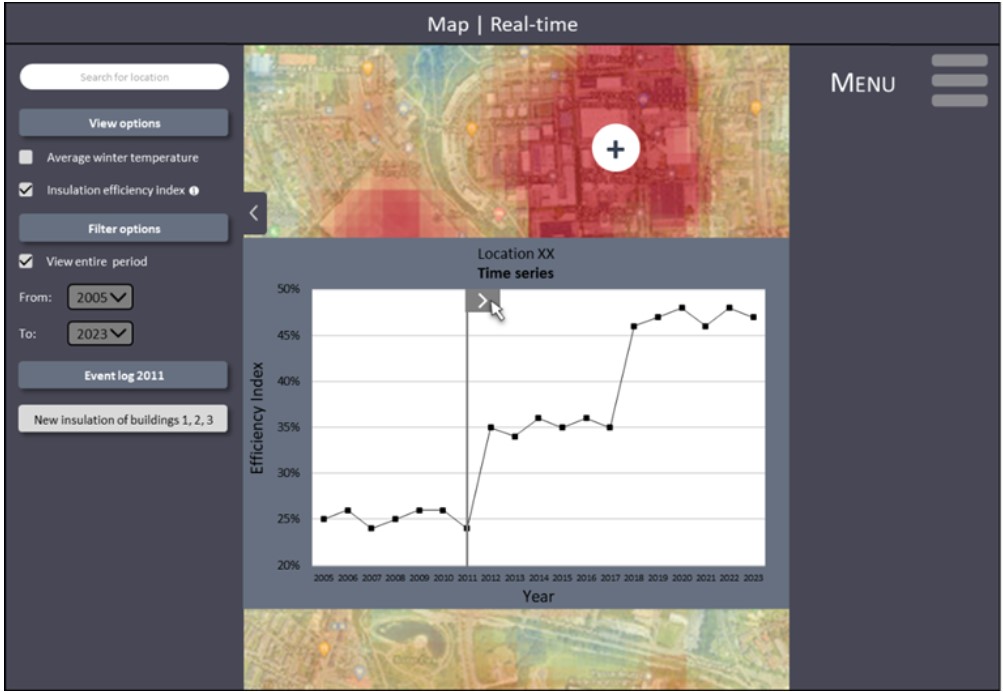 Map | Real-time
Search for location
View options
Average winter temperature
Insulation efficiency index
Filter options
View entire period
From: 2005
To: 2023
Event log 2011
New insulation of buildings 1, 2, 3
MENU
Location XX
Time series
50%
45%
40%
35%
30%
25%
20%
Efficiency Index
2005 2006 2007 2008 2009 2010 2011 2012 2013 2014 2015 2016 2017 2018 2019 2020 2021 2022 2023
Year